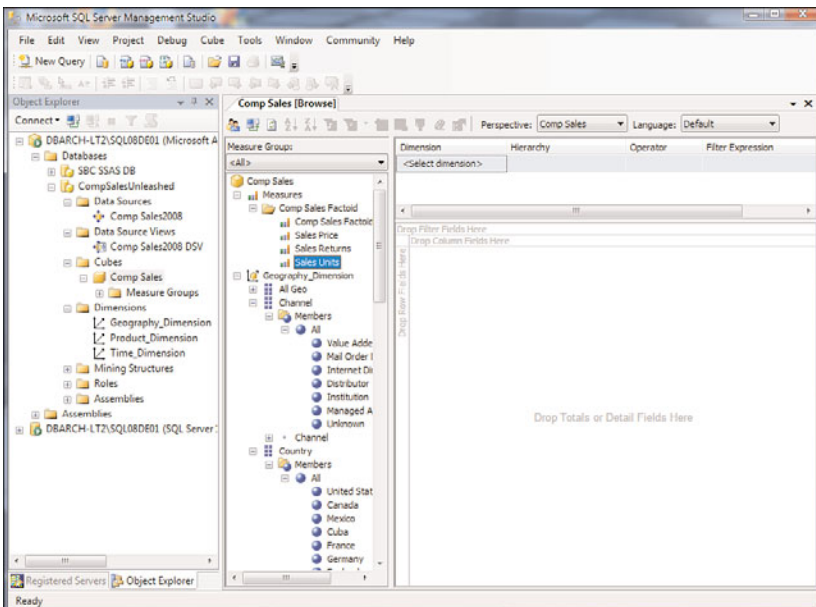 Microsoft SQL Server Management Studio
File Edit View Project Debug Cube Tools Window Community Help
New Query
Object Explorer
Connect
DBARCH-LT2\SQL08DE01 (Microsoft A
Databases
SBC SSAS DB
CompSalesUnleashed
Data Sources
Comp Sales2008
Data Source Views
Comp Sales2008 DSV
Cubes
Comp Sales
Measure Groups
Dimensions
Geography_Dimension
Product_Dimension
Time_Dimension
Mining Structures
Roles
Assemblies
Assemblies
DBARCH-LT2\SQL08DE01 (SQL Server
Registered Servers Object Explorer
Comp Sales [Browse]
Perspective: Comp Sales Language: Default
Measure Group:
<All>
Comp Sales
Measures
Comp Sales Factoid
Comp Sales Factoid
Sales Price
Sales Returns
Sales Units
Geography_Dimension
All Geo
Channel
Members
All
Value Adde
Mail Order
Internet Di
Distributor
Institution
Managed A
Unknown
Channel
Country
Members
All
United Stat
Canada
Mexico
Cuba
France
Germany
Dimension Hierarchy Operator Filter Expression
<Select dimension>
Drop Filter Fields Here
Drop Column Fields Here
Drop Row Fields Here
Drop Totals or Detail Fields Here
Ready